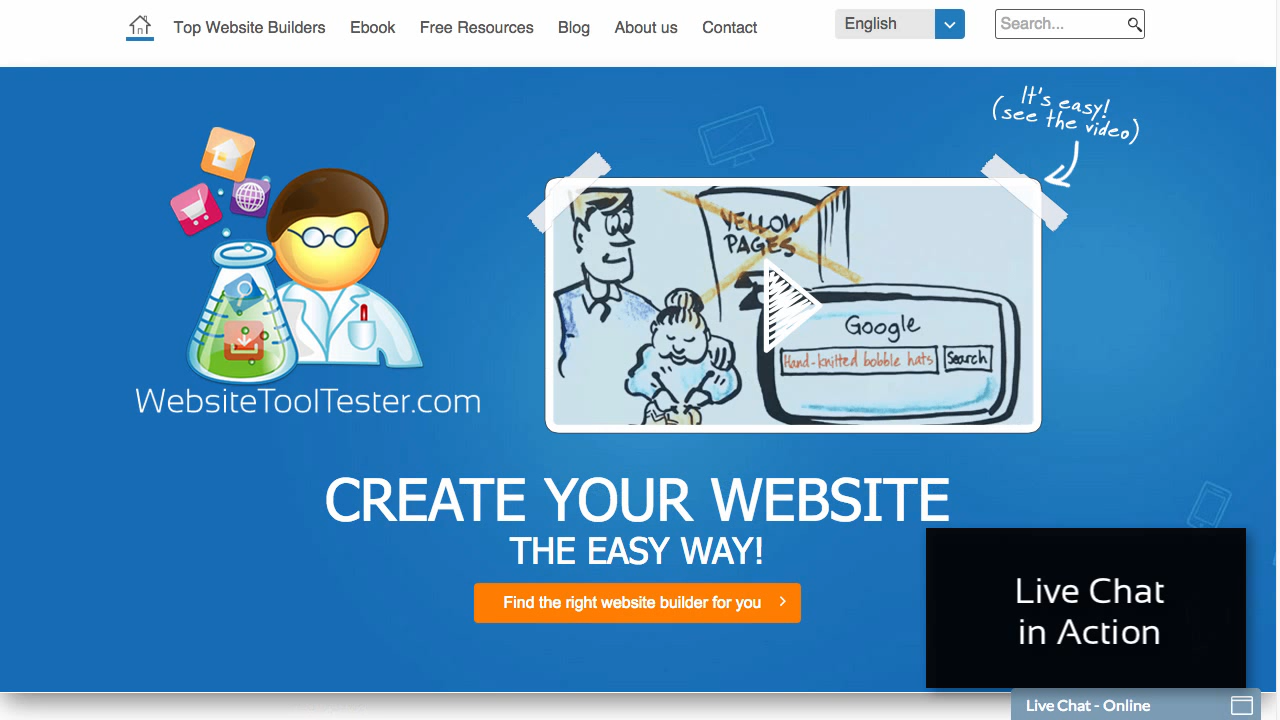 Top Website Builders Ebook Free Resources Blog About us Contact English Search...
It's easy!
(see the video)
YELLOW
PAGES
Google
Hand-knitted bobble hats Search
WebsiteToolTester.com
CREATE YOUR WEBSITE
THE EASY WAY!
Find the right website builder for you
Live Chat
in Action
Live Chat - Online